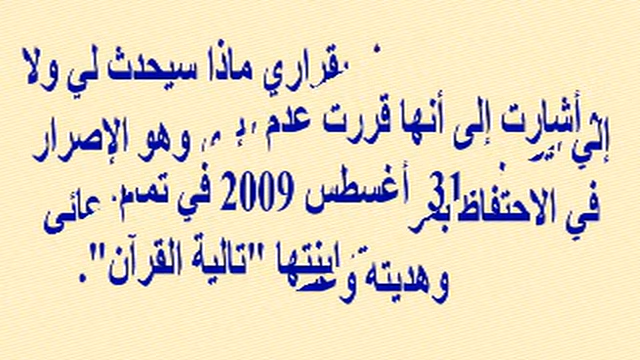 قراري ماذا سيحدث لي ولا
إلي أشارت إلى أنها قررت عدم وهو الإصرار
في الاحتفاظ 31 أغسطس 2009 في تمام
وهديته ابنتها "تالية القرآن".